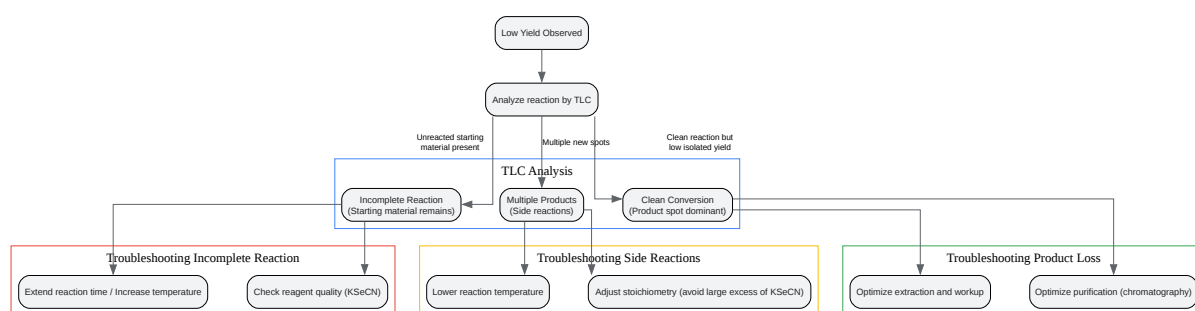 Low Yield Observed
Analyze reaction by TLC
Unreacted starting
material present
Multiple new spots
Clean reaction but
low isolated yield
TLC Analysis
Incomplete Reaction
(Starting material remains)
Multiple Products
(Side reactions)
Clean Conversion
(Product spot dominant)
Troubleshooting Incomplete Reaction
Troubleshooting Side Reactions
Troubleshooting Product Loss
Extend reaction time / Increase temperature
Check reagent quality (KSeCN)
Lower reaction temperature
Adjust stoichiometry (avoid large excess of KSeCN)
Optimize extraction and workup
Optimize purification (chromatography)